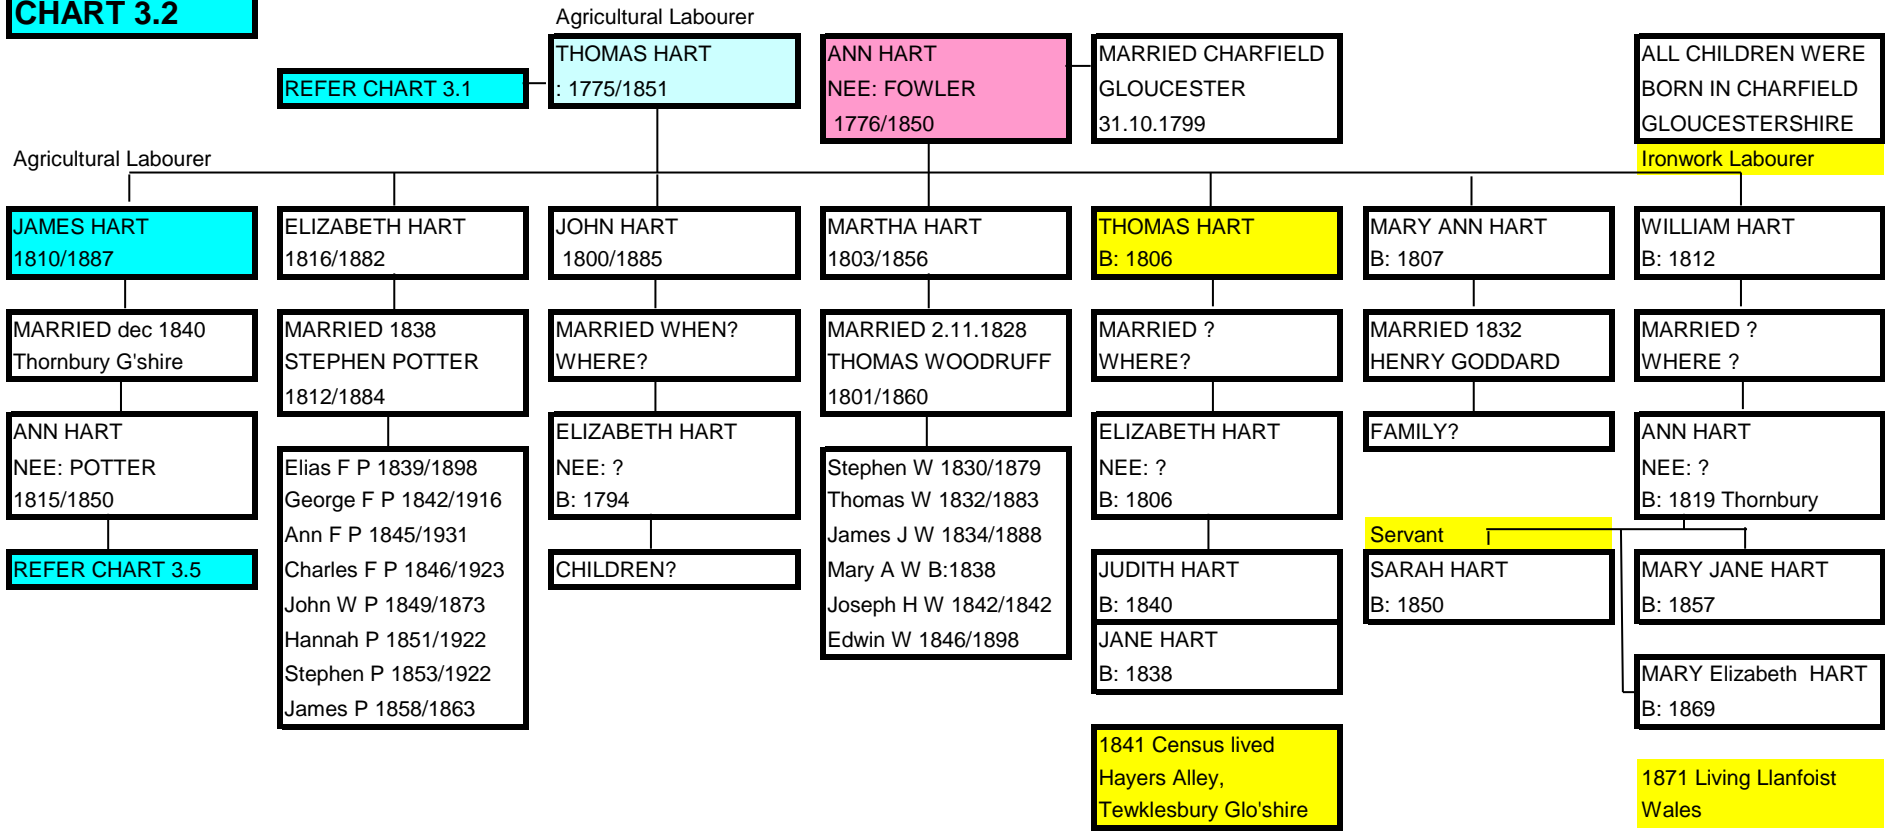 CHART 3.2
Agricultural Labourer
THOMAS HART
: 1775/1851
REFER CHART 3.1
ANN HART
NEE: FOWLER
1776/1850
MARRIED CHARFIELD
GLOUCESTER
31.10.1799
ALL CHILDREN WERE
BORN IN CHARFIELD
GLOUCESTERSHIRE
Agricultural Labourer
Ironwork Labourer
JAMES HART
1810/1887
MARRIED dec 1840
Thornbury G'shire
ANN HART
NEE: POTTER
1815/1850
REFER CHART 3.5
ELIZABETH HART
1816/1882
MARRIED 1838
STEPHEN POTTER
1812/1884
Elias F P 1839/1898
George F P 1842/1916
Ann F P 1845/1931
Charles F P 1846/1923
John W P 1849/1873
Hannah P 1851/1922
Stephen P 1853/1922
James P 1858/1863
JOHN HART
1800/1885
MARRIED WHEN?
WHERE?
ELIZABETH HART
NEE: ?
B: 1794
CHILDREN?
MARTHA HART
1803/1856
MARRIED 2.11.1828
THOMAS WOODRUFF
1801/1860
Stephen W 1830/1879
Thomas W 1832/1883
James J W 1834/1888
Mary A W B:1838
Joseph H W 1842/1842
Edwin W 1846/1898
THOMAS HART
B: 1806
MARRIED ?
WHERE?
ELIZABETH HART
NEE: ?
B: 1806
JUDITH HART
B: 1840
JANE HART
B: 1838
1841 Census lived
Hayers Alley,
Tewklesbury Glo'shire
MARY ANN HART
B: 1807
MARRIED 1832
HENRY GODDARD
FAMILY?
WILLIAM HART
B: 1812
MARRIED ?
WHERE ?
ANN HART
NEE: ?
B: 1819 Thornbury
Servant
SARAH HART
B: 1850
MARY JANE HART
B: 1857
MARY Elizabeth HART
B: 1869
1871 Living Llanfoist
Wales